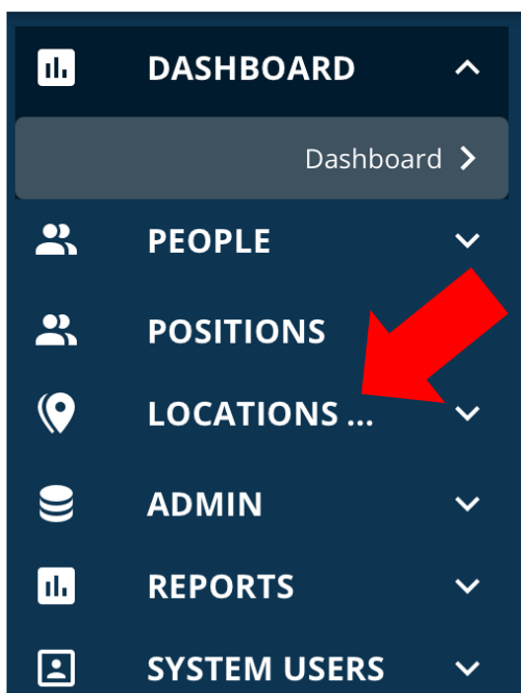 DASHBOARD
Dashboard
PEOPLE
POSITIONS
LOCATIONS ...
ADMIN
REPORTS
SYSTEM USERS